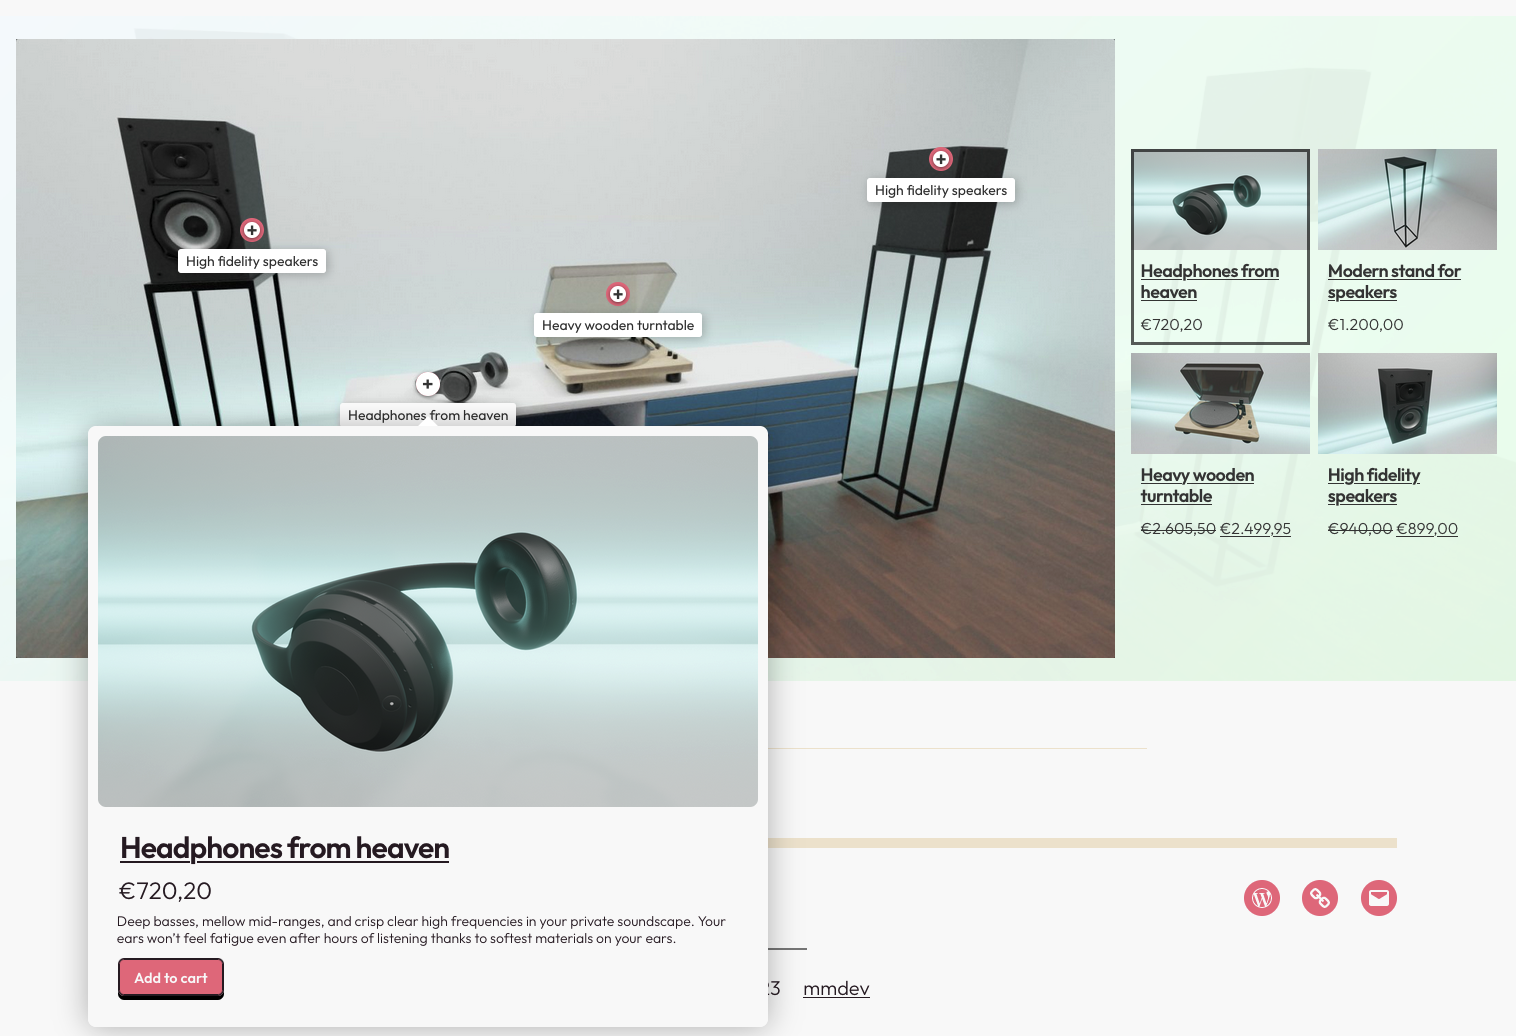 High fidelity speakers
High fidelity speakers
Heavy wooden turntable
Headphones from heaven
Headphones from
heaven
€720,20
Modern stand for
speakers
€1.200,00
Heavy wooden
turntable
€2.605,50 €2.499,95
High fidelity
speakers
€940,00 €899,00
Headphones from heaven
€720,20
Deep basses, mellow mid-ranges, and crisp clear high frequencies in your private soundscape. Your
ears won’t feel fatigue even after hours of listening thanks to softest materials on your ears.
Add to cart
mmdev